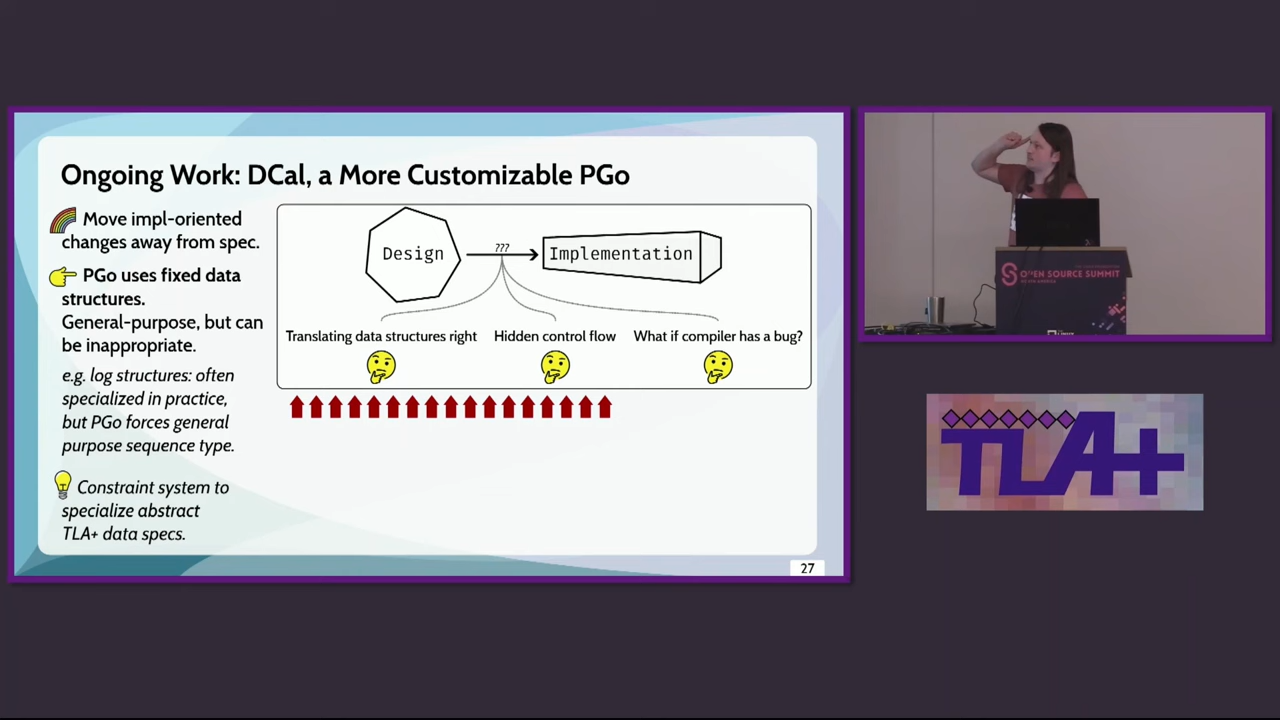 Ongoing Work: DCal, a More Customizable PGo
Move impl-oriented
changes away from spec.
PGo uses fixed data
structures.
General-purpose, but can
be inappropriate.
e.g. log structures: often
specialized in practice,
but PGo forces general
purpose sequence type.
Constraint system to
specialize abstract
TLA+ data specs.
Design
???
Implementation
Translating data structures right
Hidden control flow
What if compiler has a bug?
27
OPEN SOURCE SUMMIT
TLA+